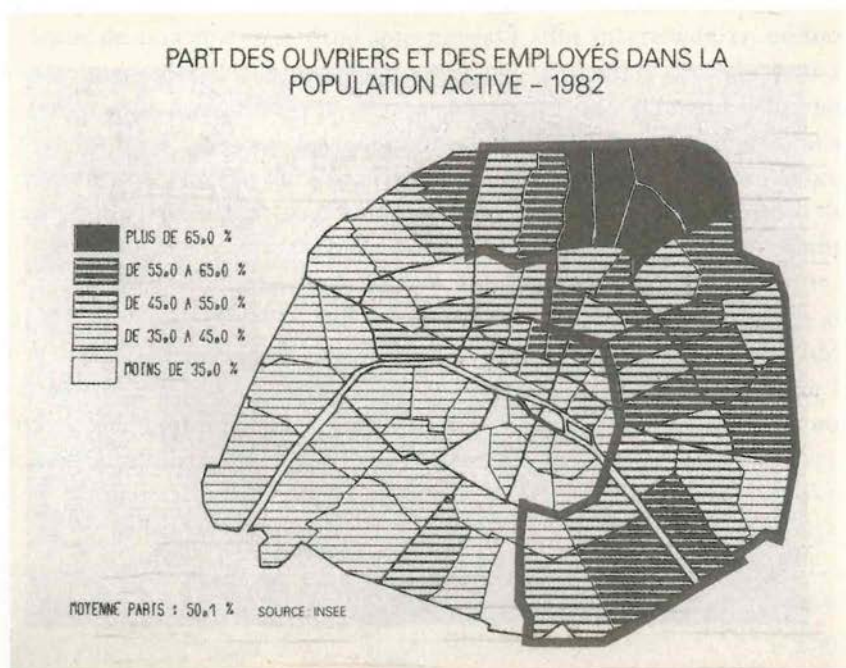 PART DES OUVRIERS ET DES EMPLOYÉS DANS LA
POPULATION ACTIVE – 1982
PLUS DE 65,0 %
DE 55,0 A 65,0 %
DE 45,0 A 55,0 %
DE 35,0 A 45,0 %
MOINS DE 35,0 %
MOYENNE PARIS : 50,1 % SOURCE: INSEE